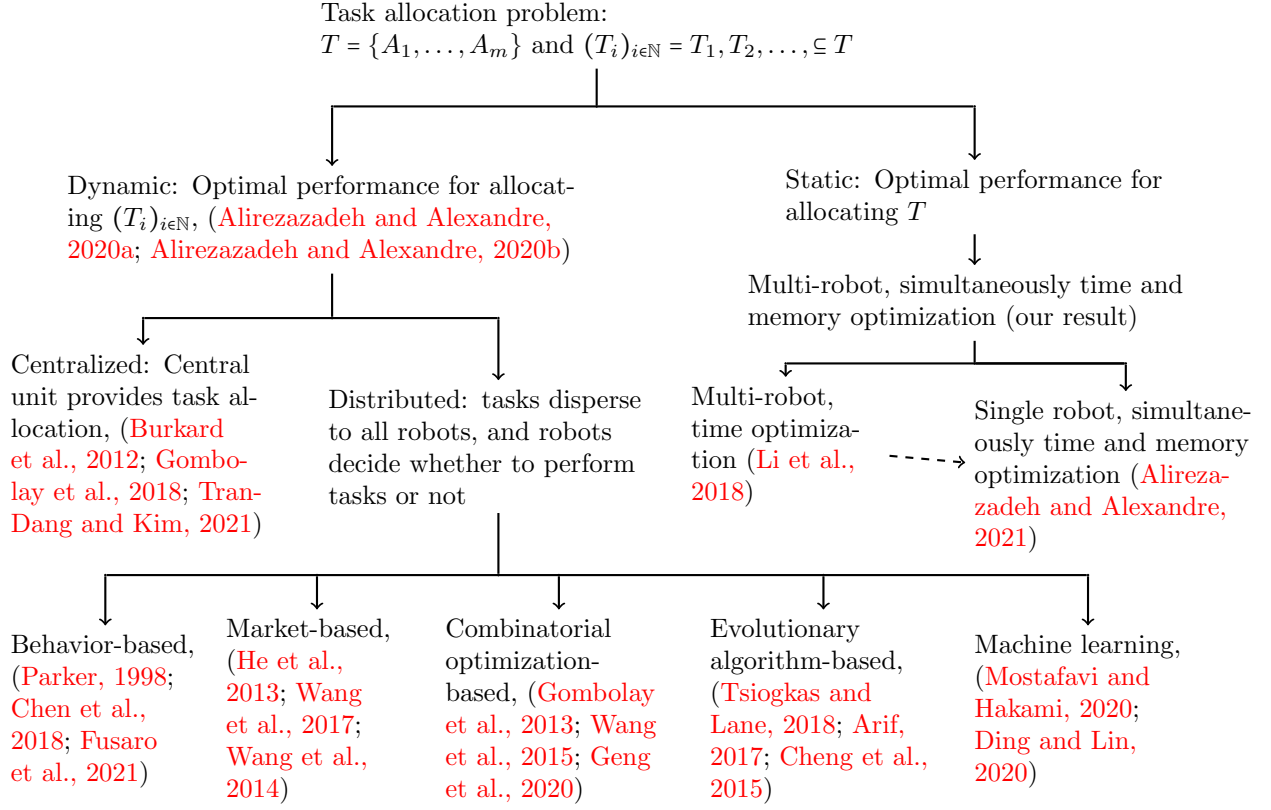 Task allocation problem:
T = {A₁, . . . , Aₘ} and (Tᵢ)ᵢ∈ℕ = T₁, T₂, . . . , ⊆ T
Dynamic: Optimal performance for allocat-
ing (Tᵢ)ᵢ∈ℕ, (Alirezazadeh and Alexandre,
2020a; Alirezazadeh and Alexandre, 2020b)
Static: Optimal performance for
allocating T
Multi-robot, simultaneously time and
memory optimization (our result)
Centralized: Central
unit provides task al-
location, (Burkard
et al., 2012; Gombo-
lay et al., 2018; Tran-
Dang and Kim, 2021)
Distributed: tasks disperse
to all robots, and robots
decide whether to perform
tasks or not
Multi-robot,
time optimiza-
tion (Li et al.,
2018)
Single robot, simultane-
ously time and memory
optimization (Alireza-
zadeh and Alexandre,
2021)
Behavior-based,
(Parker, 1998;
Chen et al.,
2018; Fusaro
et al., 2021)
Market-based,
(He et al.,
2013; Wang
et al., 2017;
Wang et al.,
2014)
Combinatorial
optimization-
based, (Gombolay
et al., 2013; Wang
et al., 2015; Geng
et al., 2020)
Evolutionary
algorithm-based,
(Tsiogkas and
Lane, 2018; Arif,
2017; Cheng et al.,
2015)
Machine learning,
(Mostafavi and
Hakami, 2020;
Ding and Lin,
2020)